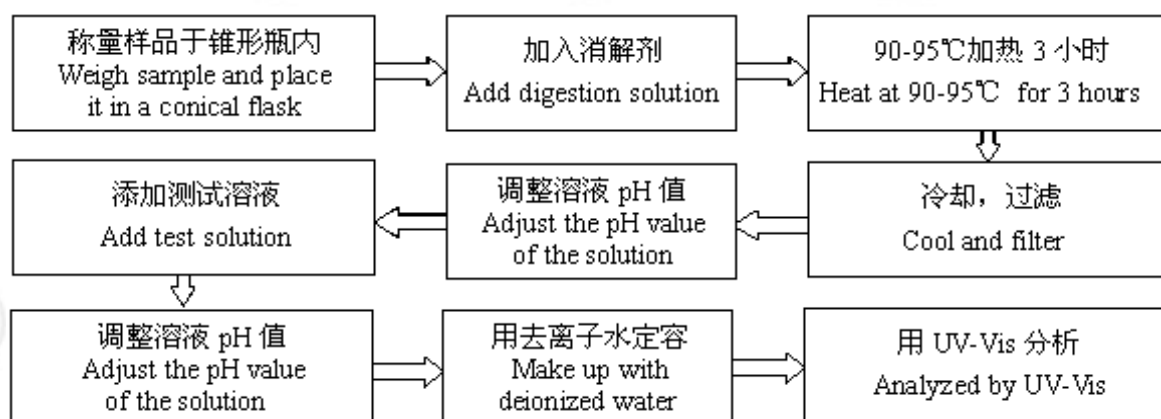 称量样品于锥形瓶内
Weigh sample and place
it in a conical flask
加入消解剂
Add digestion solution
90-95℃加热 3 小时
Heat at 90-95℃ for 3 hours
冷却，过滤
Cool and filter
调整溶液 pH 值
Adjust the pH value
of the solution
添加测试溶液
Add test solution
调整溶液 pH 值
Adjust the pH value
of the solution
用去离子水定容
Make up with
deionized water
用 UV-Vis 分析
Analyzed by UV-Vis